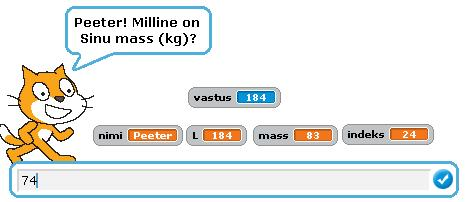 Peeter! Milline on
Sinu mass (kg)?
vastus 184
nimi Peeter L 184 mass 83 indeks 24
74